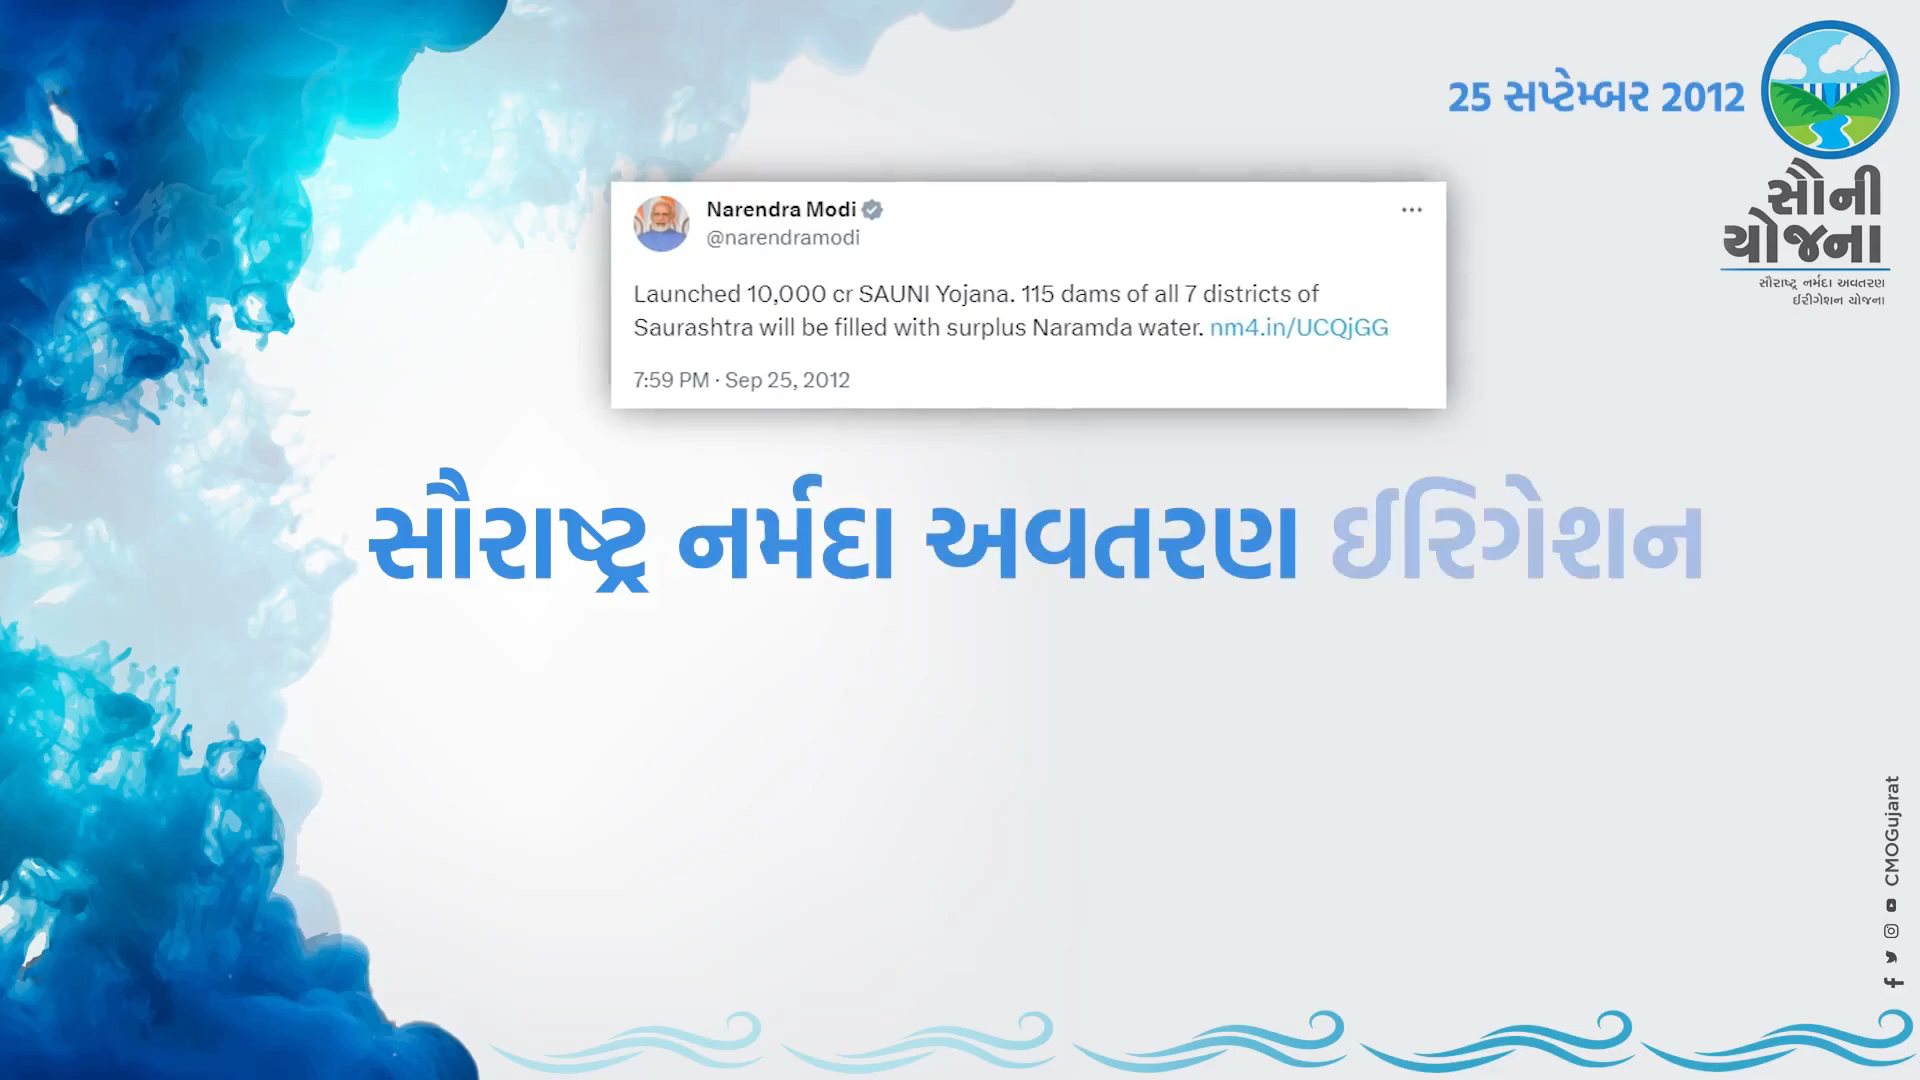 25 સપ્ટેમ્બર 2012
સૌની
યોજના
સૌરાષ્ટ્ર નર્મદા અવતરણ
ઈરીગેશન યોજના
Narendra Modi
@narendramodi
Launched 10,000 cr SAUNI Yojana. 115 dams of all 7 districts of
Saurashtra will be filled with surplus Naramda water. nm4.in/UCQjGG
7:59 PM · Sep 25, 2012
સૌરાષ્ટ્ર નર્મદા અવતરણ ઈરિગેશન
CMOGujarat